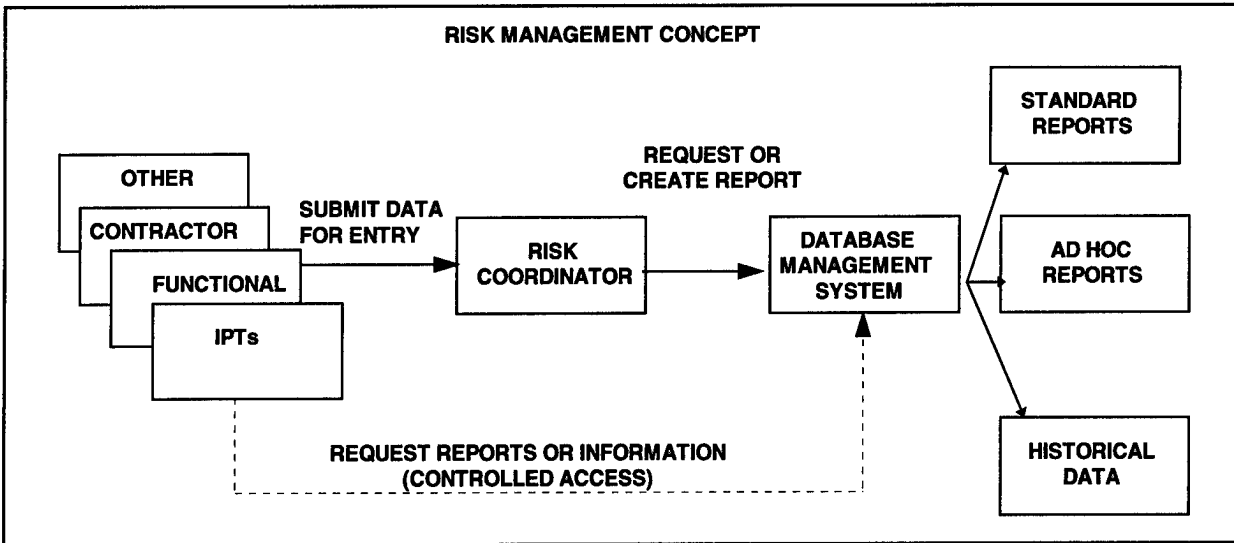 RISK MANAGEMENT CONCEPT
OTHER
CONTRACTOR
FUNCTIONAL
IPTs
SUBMIT DATA
FOR ENTRY
RISK
COORDINATOR
REQUEST OR
CREATE REPORT
DATABASE
MANAGEMENT
SYSTEM
STANDARD
REPORTS
AD HOC
REPORTS
HISTORICAL
DATA
REQUEST REPORTS OR INFORMATION
(CONTROLLED ACCESS)